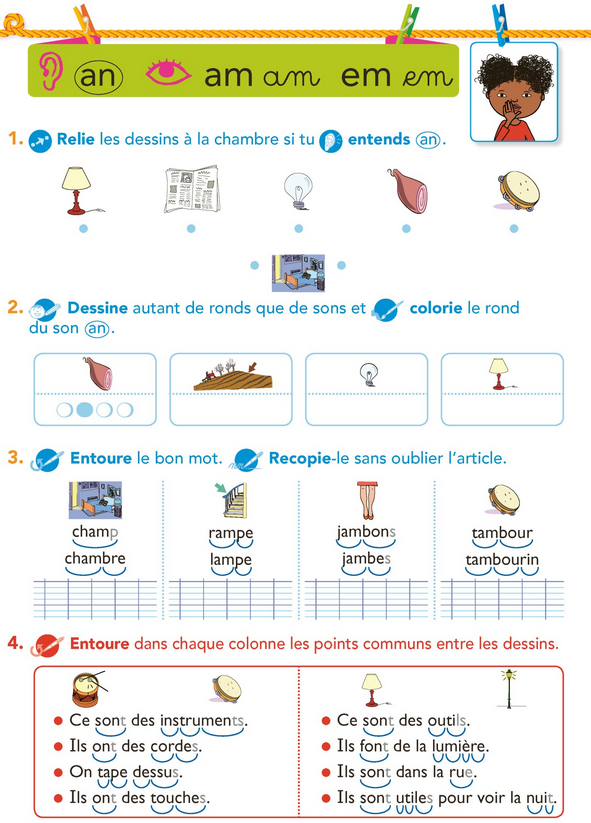 an am am em em
1. Relie les dessins à la chambre si tu entends an.
2. Dessine autant de ronds que de sons et colorie le rond
du son an.
3. Entoure le bon mot. Recopie-le sans oublier l'article.
champ rampe jambons tambour
chambre lampe jambes tambourin
4. Entoure dans chaque colonne les points communs entre les dessins.
• Ce sont des instruments.
• Ils ont des cordes.
• On tape dessus.
• Ils ont des touches.
• Ce sont des outils.
• Ils font de la lumière.
• Ils sont dans la rue.
• Ils sont utiles pour voir la nuit.